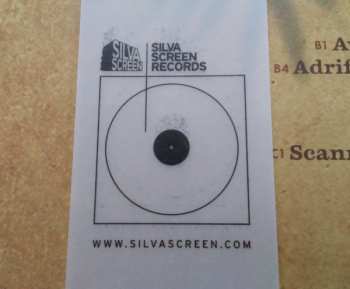 SILVA
SCREEN
SILVA
SCREEN
RECORDS
B1
B4 Adrif
C1 Scann
WWW.SILVASCREEN.COM